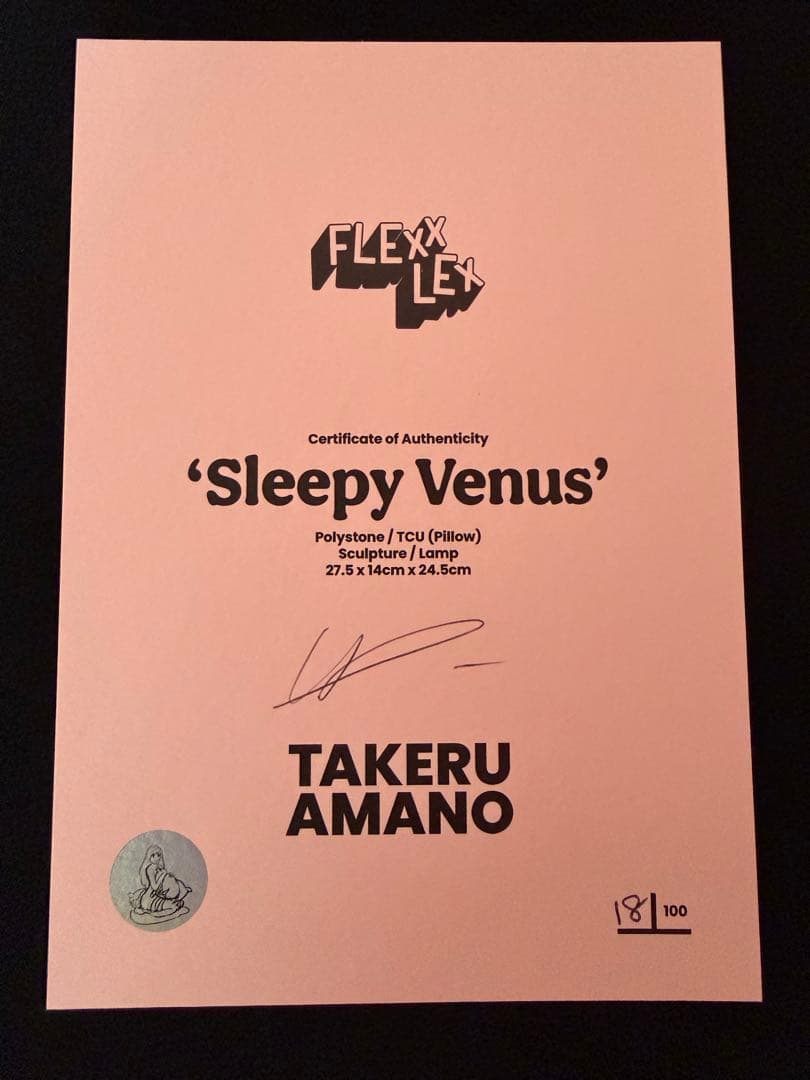 FLEXX
LEX
Certificate of Authenticity
‘Sleepy Venus’
Polystone / TCU (Pillow)
Sculpture / Lamp
27.5 x 14cm x 24.5cm
TAKERU
AMANO
18 100